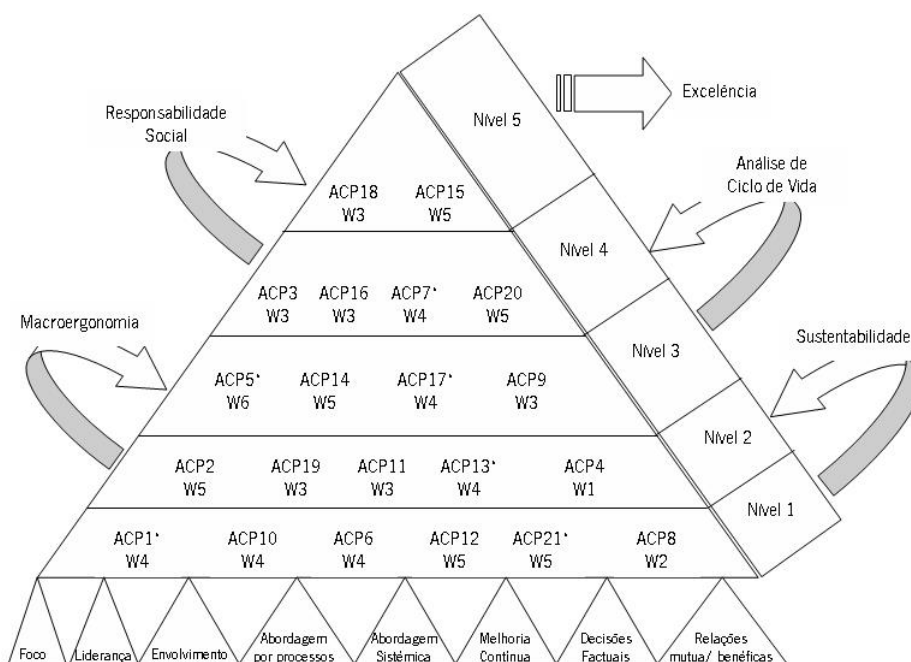 Excelência
Responsabilidade
Social
Nível 5
Análise de
Ciclo de Vida
ACP18 ACP15
W3 W5
Nível 4
ACP3 ACP16 ACP7* ACP20
W3 W3 W4 W5
Macroergonomia
Nível 3
Sustentabilidade
ACP5* ACP14 ACP17* ACP9
W6 W5 W4 W3
Nível 2
ACP2 ACP19 ACP11 ACP13* ACP4
W5 W3 W3 W4 W1
Nível 1
ACP1* ACP10 ACP6 ACP12 ACP21* ACP8
W4 W4 W4 W5 W5 W2
Foco
Liderança
Envolvimento
Abordagem
por processos
Abordagem
Sistémica
Melhoria
Contínua
Decisões
Factuais
Relações
mutua/ benéficas